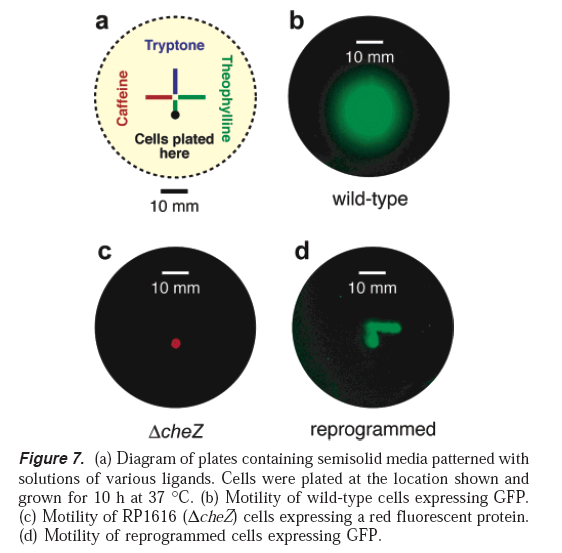 a
Tryptone
Caffeine
Theophylline
Cells plated
here
10 mm
b
10 mm
wild-type
c
10 mm
ΔcheZ
d
10 mm
reprogrammed
Figure 7. (a) Diagram of plates containing semisolid media patterned with
solutions of various ligands. Cells were plated at the location shown and
grown for 10 h at 37 °C. (b) Motility of wild-type cells expressing GFP.
(c) Motility of RP1616 (ΔcheZ) cells expressing a red fluorescent protein.
(d) Motility of reprogrammed cells expressing GFP.